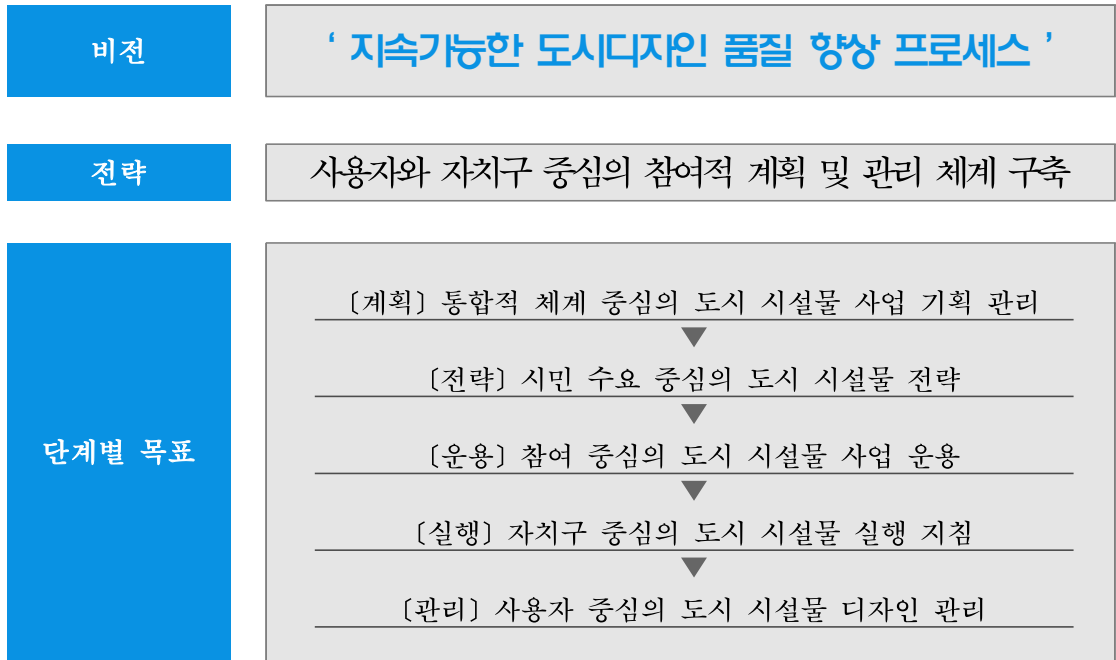 비전
‘ 지속가능한 도시디자인 품질 향상 프로세스 ’
전략
사용자와 자치구 중심의 참여적 계획 및 관리 체계 구축
단계별 목표
〔계획〕 통합적 체계 중심의 도시 시설물 사업 기획 관리
〔전략〕 시민 수요 중심의 도시 시설물 전략
〔운용〕 참여 중심의 도시 시설물 사업 운용
〔실행〕 자치구 중심의 도시 시설물 실행 지침
〔관리〕 사용자 중심의 도시 시설물 디자인 관리